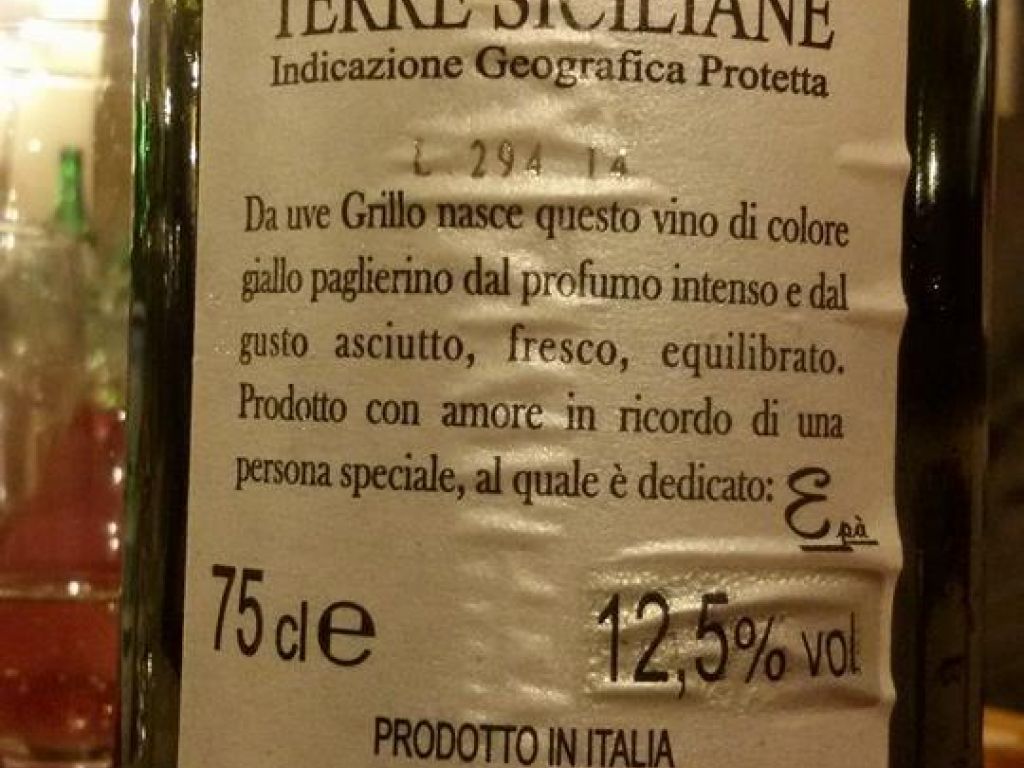 TERRE SICILIANE
Indicazione Geografica Protetta
L 294 14
Da uve Grillo nasce questo vino di colore
giallo paglierino dal profumo intenso e dal
gusto asciutto, fresco, equilibrato.
Prodotto con amore in ricordo di una
persona speciale, al quale è dedicato: Epà
75 cl e 12,5% vol
PRODOTTO IN ITALIA